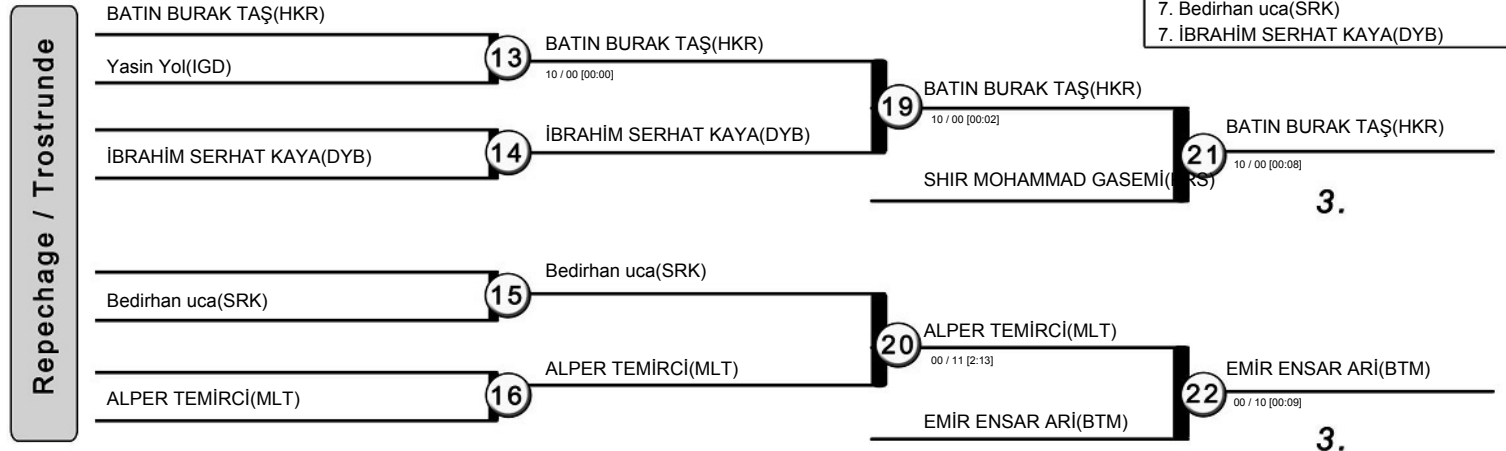 7. Bedirhan uca(SRK)
7. İBRAHİM SERHAT KAYA(DYB)
Repechage / Trostrunde
BATIN BURAK TAŞ(HKR)
Yasin Yol(IGD)
13
BATIN BURAK TAŞ(HKR)
10 / 00 [00:00]
İBRAHİM SERHAT KAYA(DYB)
14
İBRAHİM SERHAT KAYA(DYB)
19
BATIN BURAK TAŞ(HKR)
10 / 00 [00:02]
SHIR MOHAMMAD GASEMİ(
RS)
21
BATIN BURAK TAŞ(HKR)
10 / 00 [00:08]
3.
Bedirhan uca(SRK)
15
Bedirhan uca(SRK)
ALPER TEMİRCİ(MLT)
16
ALPER TEMİRCİ(MLT)
20
ALPER TEMİRCİ(MLT)
00 / 11 [2:13]
EMİR ENSAR ARİ(BTM)
22
EMİR ENSAR ARİ(BTM)
00 / 10 [00:09]
3.